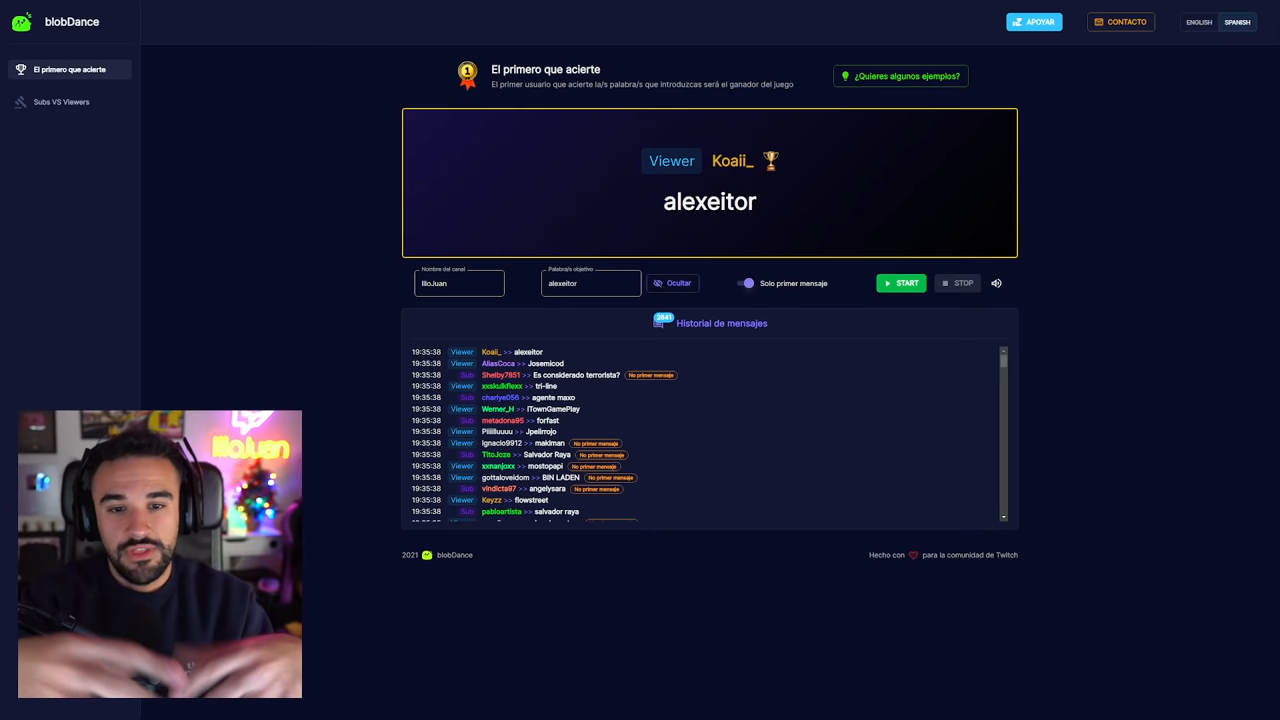 blobDance
APOYAR
CONTACTO
ENGLISH
SPANISH
El primero que acierte
Subs VS Viewers
1
El primero que acierte
El primer usuario que acierte la/s palabra/s que introduzcas será el ganador del juego
¿Quieres algunos ejemplos?
Viewer Koaii_
alexeitor
Nombre del canal
IlloJuan
Palabra/s objetivo
alexeitor
Ocultar
Solo primer mensaje
START
STOP
2641
Historial de mensajes
19:35:38 Viewer Koaii_ >> alexeitor
19:35:38 Viewer AliasCoca >> Josemicod
19:35:38 Sub Shelby7851 >> Es considerado terrorista? No primer mensaje
19:35:38 Viewer xxskulkflexx >> tri-line
19:35:38 Sub charlye056 >> agente maxo
19:35:38 Viewer Werner_H >> ITownGamePlay
19:35:38 Sub metadona95 >> forfast
19:35:38 Viewer Piiiilluuuu >> Jpelirrojo
19:35:38 Viewer ignacio9912 >> makiman No primer mensaje
19:35:38 Sub TitoJoze >> Salvador Raya No primer mensaje
19:35:38 Viewer xxnanjoxx >> mostopapi No primer mensaje
19:35:38 Viewer gottaloveidom >> BIN LADEN No primer mensaje
19:35:38 Sub vindicta97 >> angelysara No primer mensaje
19:35:38 Viewer Keyzz >> flowstreet
19:35:38 Sub pabloartista >> salvador raya
IlloJuan
2021 blobDance
Hecho con para la comunidad de Twitch